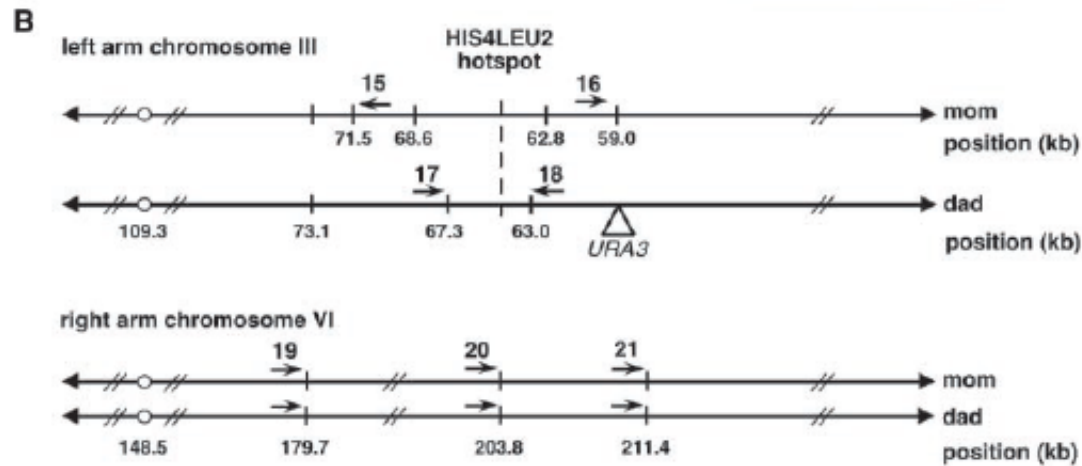 B
left arm chromosome III
HIS4LEU2
hotspot
15
16
mom
71.5
68.6
62.8
59.0
position (kb)
17
18
dad
109.3
73.1
67.3
63.0
URA3
position (kb)
right arm chromosome VI
19
20
21
mom
dad
148.5
179.7
203.8
211.4
position (kb)